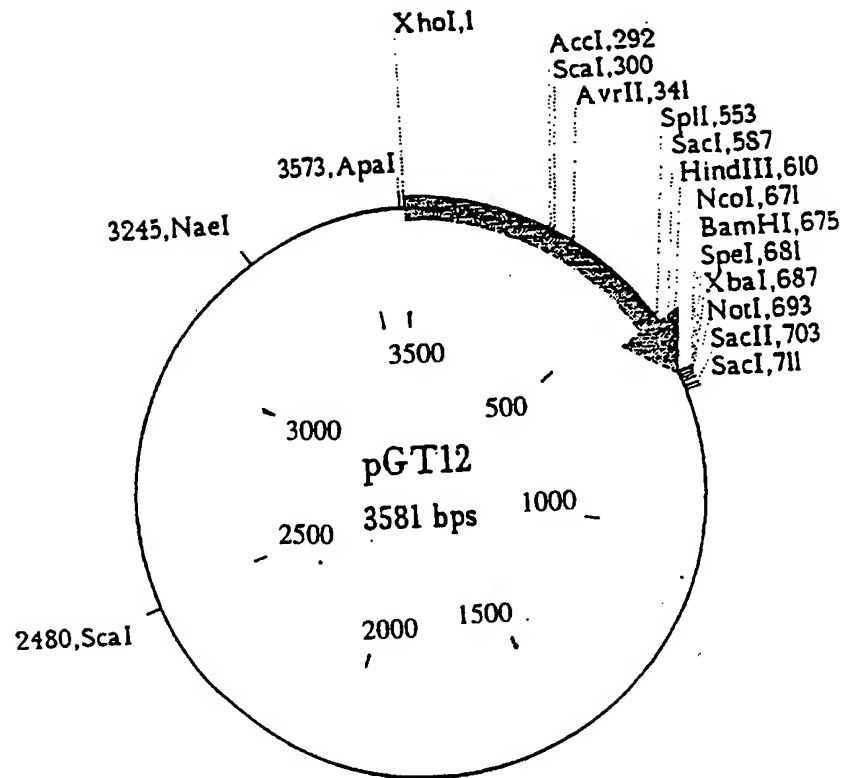 XhoI,1
AccI,292
ScaI,300
AvrII,341
SplI,553
SacI,587
HindIII,610
NcoI,671
BamHI,675
SpeI,681
XbaI,687
NotI,693
SacII,703
SacI,711
3573,ApaI
3245,NaeI
3500
500
3000
pGT12
3581 bps
1000
2500
1500
2000
2480,ScaI